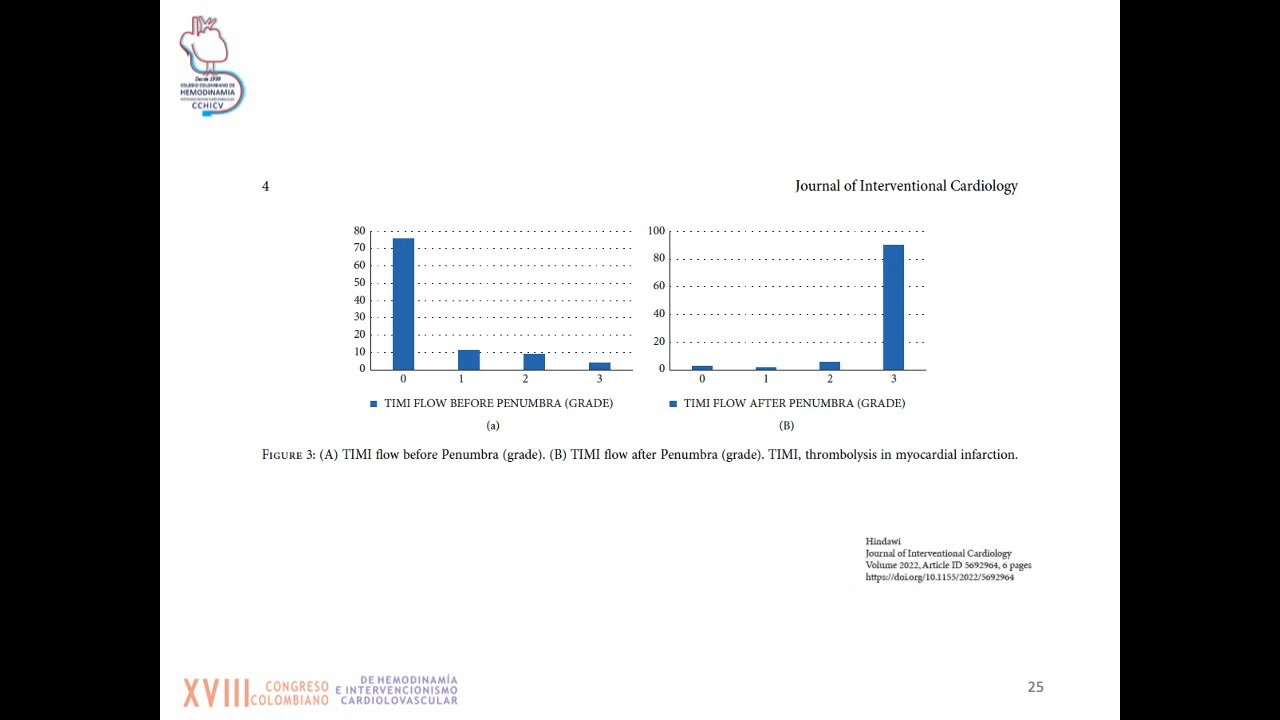 Desde 1999
COLEGIO COLOMBIANO DE
HEMODINAMIA
CCHICV
4
Journal of Interventional Cardiology
80
70
60
50
40
30
20
10
0
0 1 2 3
TIMI FLOW BEFORE PENUMBRA (GRADE)
(a)
100
80
60
40
20
0
0 1 2 3
TIMI FLOW AFTER PENUMBRA (GRADE)
(B)
FIGURE 3: (A) TIMI flow before Penumbra (grade). (B) TIMI flow after Penumbra (grade). TIMI, thrombolysis in myocardial infarction.
Hindawi
Journal of Interventional Cardiology
Volume 2022, Article ID 5692964, 6 pages
https://doi.org/10.1155/2022/5692964
XVIII CONGRESO COLOMBIANO
DE HEMODINAMÍA
E INTERVENCIONISMO
CARDIOLOVASCULAR
25